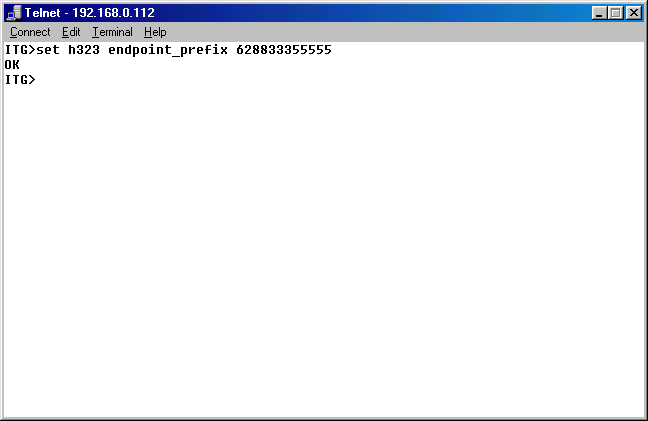 Telnet - 192.168.0.112
Connect Edit Terminal Help
ITG>set h323 endpoint_prefix 628833355555
OK
ITG>